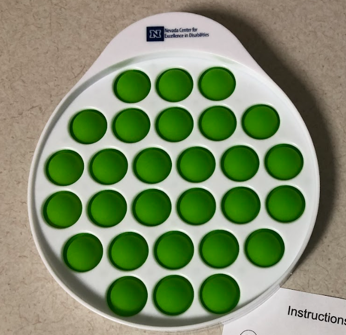 Nevada Center for
Excellence in Disabilities
Instructions